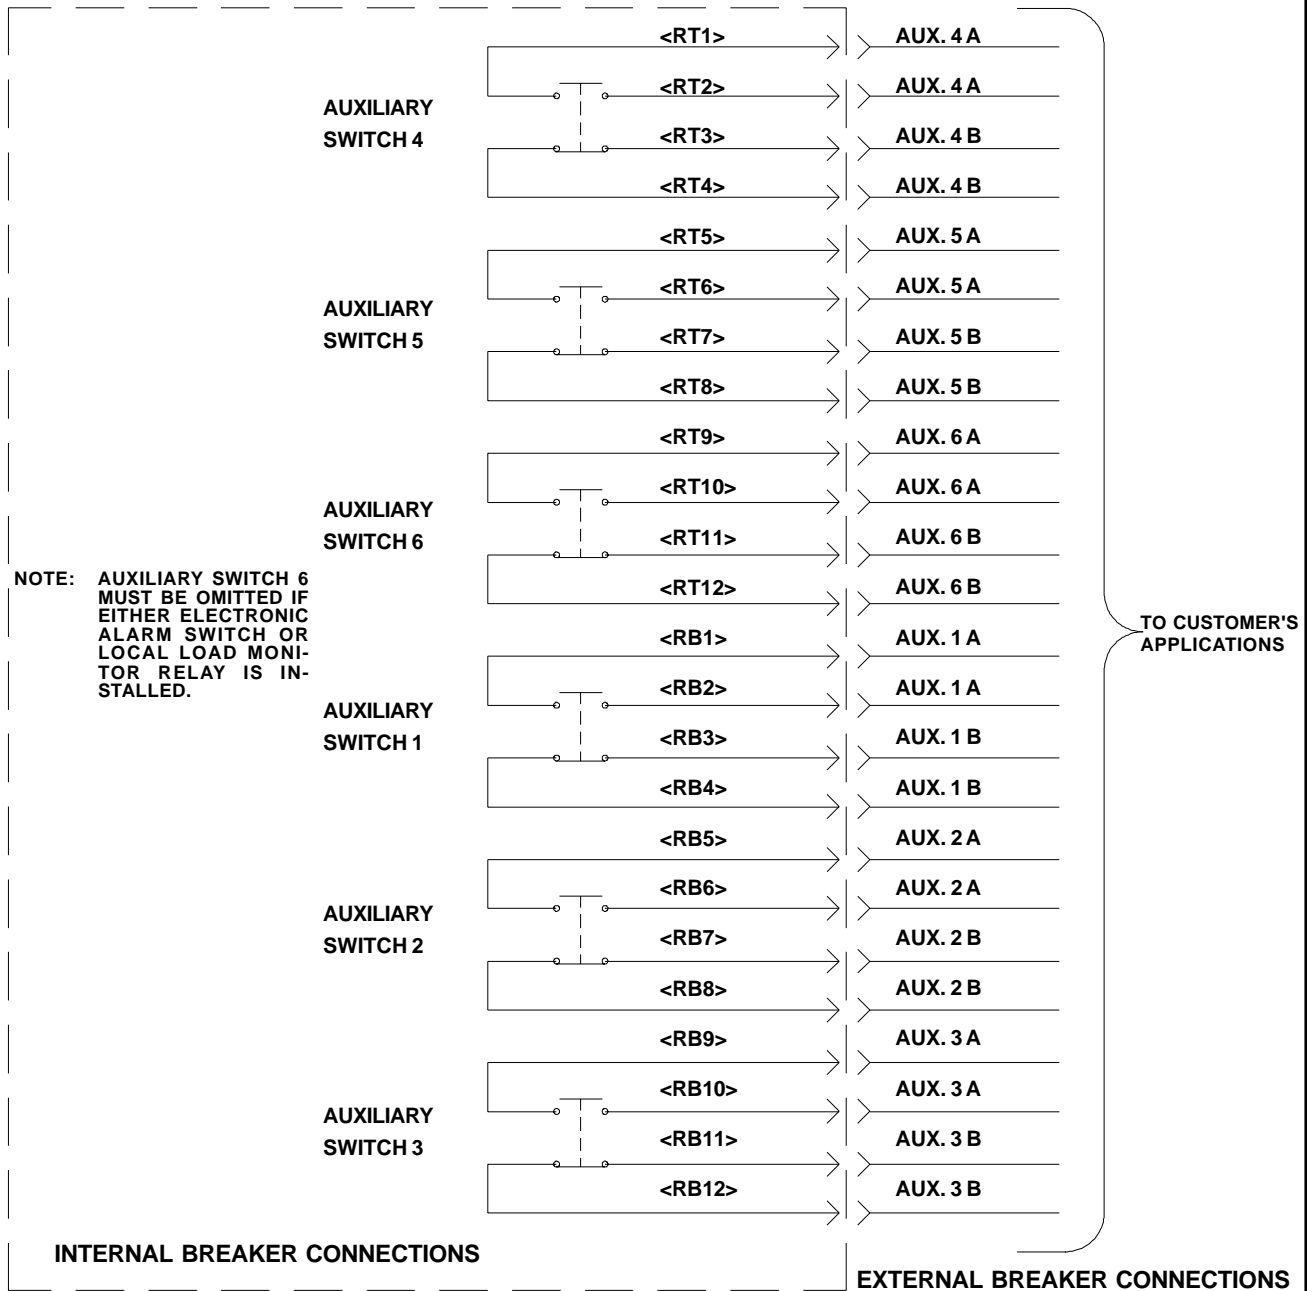 <RT1> AUX. 4 A
<RT2> AUX. 4 A
AUXILIARY
SWITCH 4
<RT3> AUX. 4 B
<RT4> AUX. 4 B
<RT5> AUX. 5 A
<RT6> AUX. 5 A
AUXILIARY
SWITCH 5
<RT7> AUX. 5 B
<RT8> AUX. 5 B
<RT9> AUX. 6 A
<RT10> AUX. 6 A
AUXILIARY
SWITCH 6
<RT11> AUX. 6 B
<RT12> AUX. 6 B
NOTE: AUXILIARY SWITCH 6
MUST BE OMITTED IF
EITHER ELECTRONIC
ALARM SWITCH OR
LOCAL LOAD MONI-
TOR RELAY IS IN-
STALLED.
TO CUSTOMER'S
APPLICATIONS
<RB1> AUX. 1 A
<RB2> AUX. 1 A
AUXILIARY
SWITCH 1
<RB3> AUX. 1 B
<RB4> AUX. 1 B
<RB5> AUX. 2 A
<RB6> AUX. 2 A
AUXILIARY
SWITCH 2
<RB7> AUX. 2 B
<RB8> AUX. 2 B
<RB9> AUX. 3 A
<RB10> AUX. 3 A
AUXILIARY
SWITCH 3
<RB11> AUX. 3 B
<RB12> AUX. 3 B
INTERNAL BREAKER CONNECTIONS
EXTERNAL BREAKER CONNECTIONS